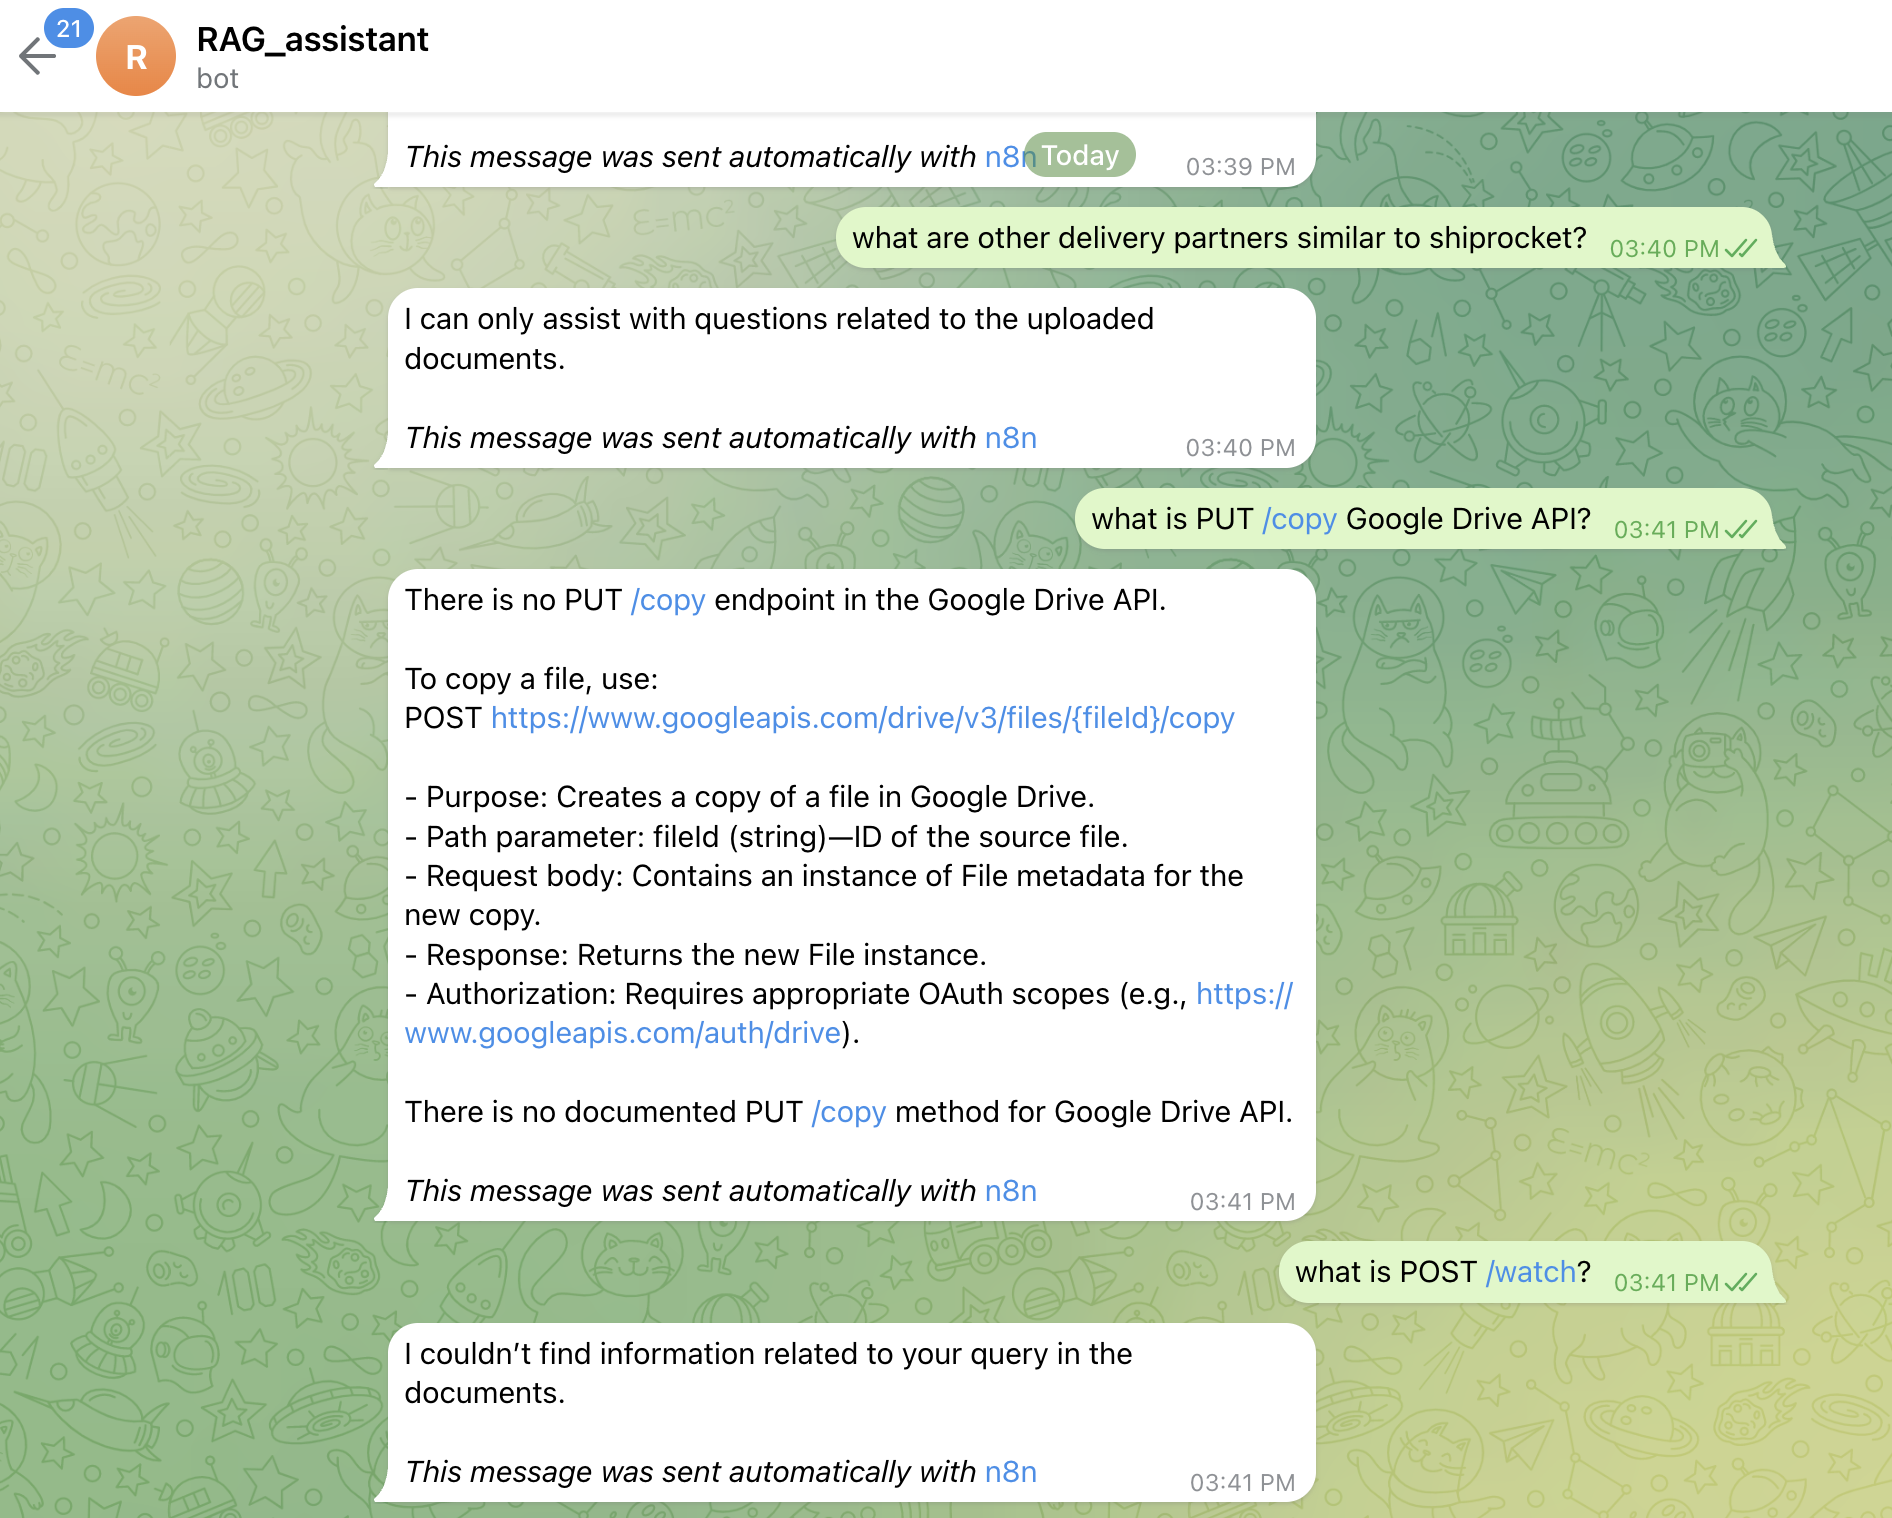 21
R
RAG_assistant
bot
This message was sent automatically with n8n
Today
03:39 PM
what are other delivery partners similar to shiprocket? 03:40 PM
I can only assist with questions related to the uploaded
documents.
This message was sent automatically with n8n 03:40 PM
what is PUT /copy Google Drive API? 03:41 PM
There is no PUT /copy endpoint in the Google Drive API.
To copy a file, use:
POST https://www.googleapis.com/drive/v3/files/{fileId}/copy
- Purpose: Creates a copy of a file in Google Drive.
- Path parameter: fileId (string)—ID of the source file.
- Request body: Contains an instance of File metadata for the
new copy.
- Response: Returns the new File instance.
- Authorization: Requires appropriate OAuth scopes (e.g., https://
www.googleapis.com/auth/drive).
There is no documented PUT /copy method for Google Drive API.
This message was sent automatically with n8n 03:41 PM
what is POST /watch? 03:41 PM
I couldn’t find information related to your query in the
documents.
This message was sent automatically with n8n 03:41 PM